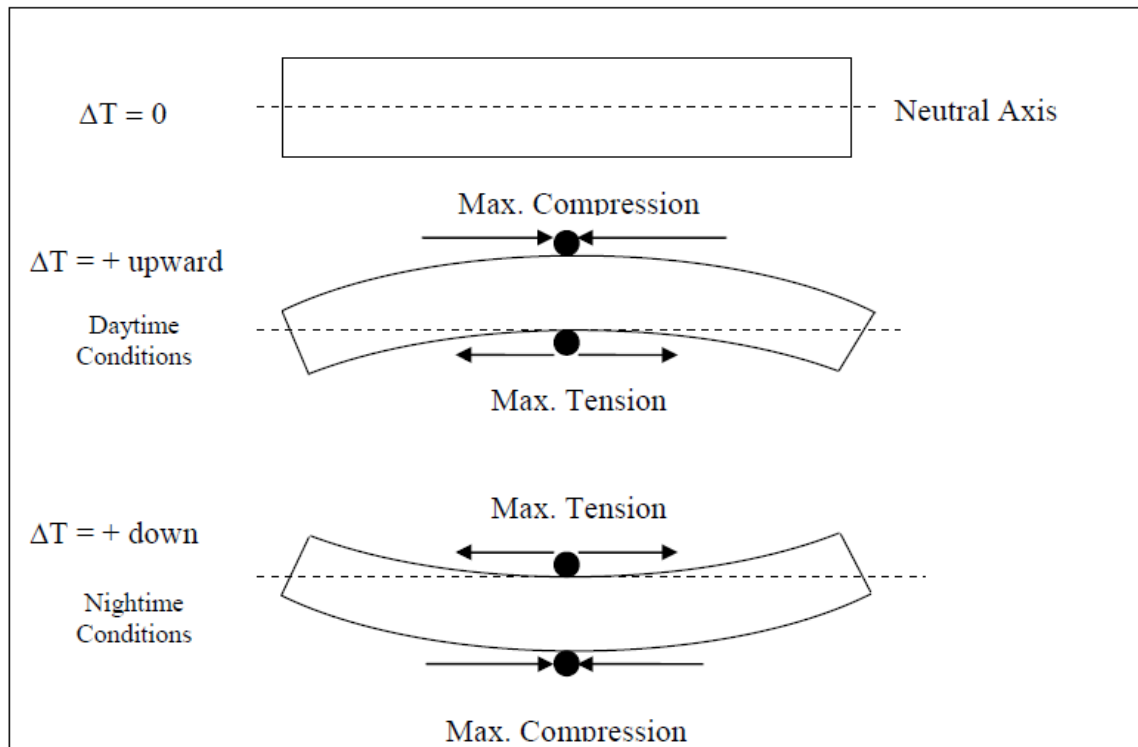 ΔT = 0
Neutral Axis
Max. Compression
ΔT = + upward
Daytime
Conditions
Max. Tension
Max. Tension
ΔT = + down
Nightime
Conditions
Max. Compression